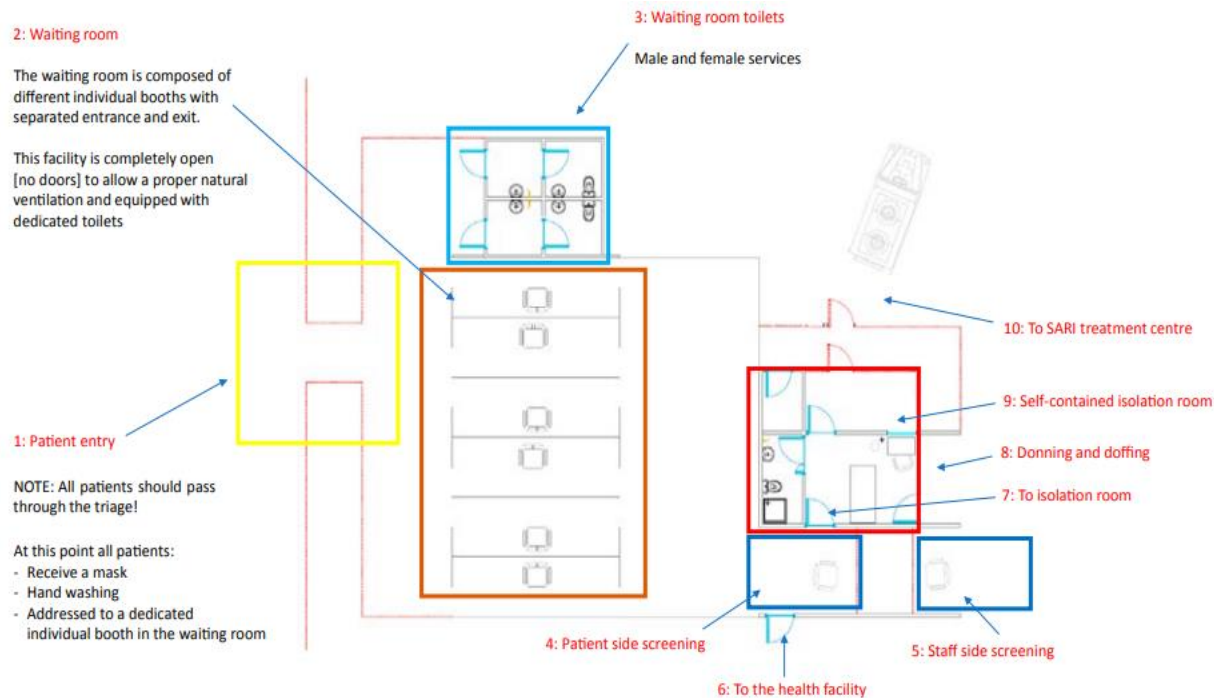 2: Waiting room
The waiting room is composed of
different individual booths with
separated entrance and exit.
This facility is completely open
[no doors] to allow a proper natural
ventilation and equipped with
dedicated toilets
3: Waiting room toilets
Male and female services
1: Patient entry
NOTE: All patients should pass
through the triage!
At this point all patients:
- Receive a mask
- Hand washing
- Addressed to a dedicated
individual booth in the waiting room
10: To SARI treatment centre
9: Self-contained isolation room
8: Donning and doffing
7: To isolation room
4: Patient side screening
5: Staff side screening
6: To the health facility